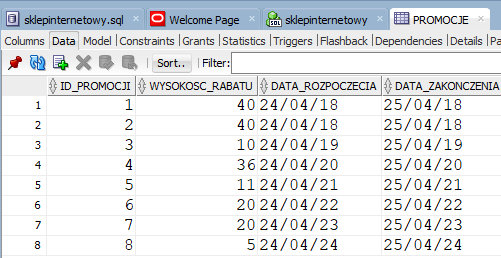 sklepinternetowy.sql Welcome Page sklepinternetowy PROMOCJE
Columns Data Model Constraints Grants Statistics Triggers Flashback Dependencies Details
Sort.. Filter:
ID_PROMOCJI WYSOKOSC_RABATU DATA_ROZPOCZECIA DATA_ZAKONCZENIA
1 1 40 24/04/18 25/04/18
2 2 40 24/04/18 25/04/18
3 3 10 24/04/19 25/04/19
4 4 36 24/04/20 25/04/20
5 5 11 24/04/21 25/04/21
6 6 20 24/04/22 25/04/22
7 7 20 24/04/23 25/04/23
8 8 5 24/04/24 25/04/24